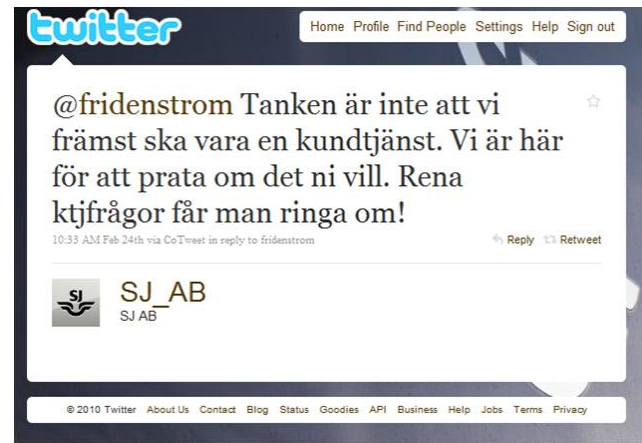 twitter
Home Profile Find People Settings Help Sign out
@fridenstrom Tanken är inte att vi
främst ska vara en kundtjänst. Vi är här
för att prata om det ni vill. Rena
ktjfrågor får man ringa om!
10:33 AM Feb 24th via CoTweet in reply to fridenstrom
Reply Retweet
SJ
SJ_AB
SJ AB
© 2010 Twitter About Us Contact Blog Status Goodies API Business Help Jobs Terms Privacy